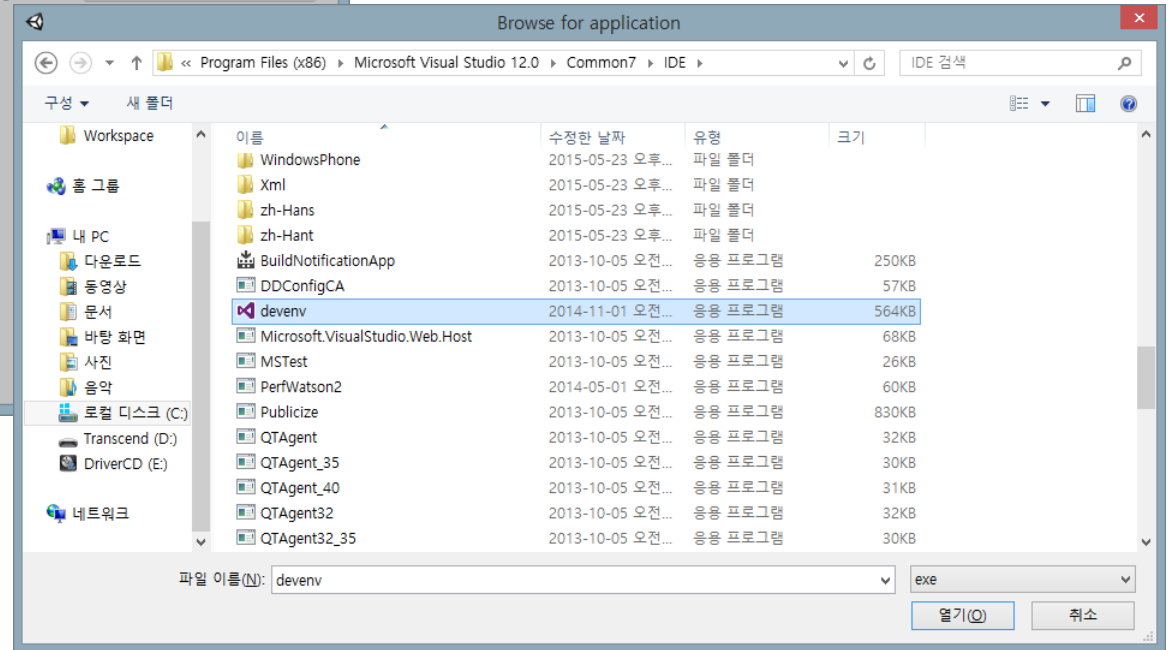 Browse for application
« Program Files (x86) ▸ Microsoft Visual Studio 12.0 ▸ Common7 ▸ IDE ▸
IDE 검색
구성 ▾ 새 폴더
Workspace
홈 그룹
내 PC
다운로드
동영상
문서
바탕 화면
사진
음악
로컬 디스크 (C:)
Transcend (D:)
DriverCD (E:)
네트워크
이름 수정한 날짜 유형 크기
WindowsPhone 2015-05-23 오후... 파일 폴더
Xml 2015-05-23 오후... 파일 폴더
zh-Hans 2015-05-23 오후... 파일 폴더
zh-Hant 2015-05-23 오후... 파일 폴더
BuildNotificationApp 2013-10-05 오전... 응용 프로그램 250KB
DDConfigCA 2013-10-05 오전... 응용 프로그램 57KB
devenv 2014-11-01 오전... 응용 프로그램 564KB
Microsoft.VisualStudio.Web.Host 2013-10-05 오전... 응용 프로그램 68KB
MSTest 2013-10-05 오전... 응용 프로그램 26KB
PerfWatson2 2014-05-01 오전... 응용 프로그램 60KB
Publicize 2013-10-05 오전... 응용 프로그램 830KB
QTAgent 2013-10-05 오전... 응용 프로그램 32KB
QTAgent_35 2013-10-05 오전... 응용 프로그램 30KB
QTAgent_40 2013-10-05 오전... 응용 프로그램 31KB
QTAgent32 2013-10-05 오전... 응용 프로그램 32KB
QTAgent32_35 2013-10-05 오전... 응용 프로그램 30KB
파일 이름(N): devenv exe
열기(O) 취소